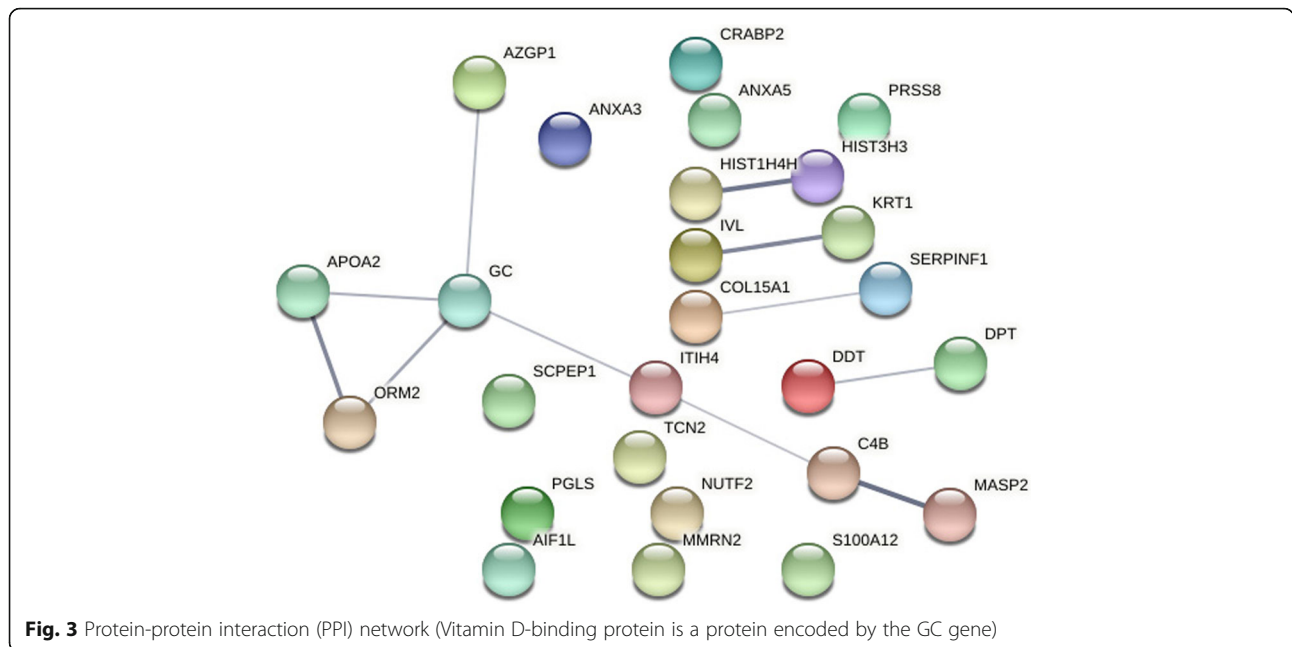 CRABP2
AZGP1
ANXA3
ANXA5
PRSS8
HIST3H3
HIST1H4H
KRT1
IVL
SERPINF1
APOA2
GC
COL15A1
DPT
ITIH4
DDT
SCPEP1
ORM2
TCN2
C4B
PGLS
NUTF2
MASP2
AIF1L
MMRN2
S100A12
Fig. 3 Protein-protein interaction (PPI) network (Vitamin D-binding protein is a protein encoded by the GC gene)